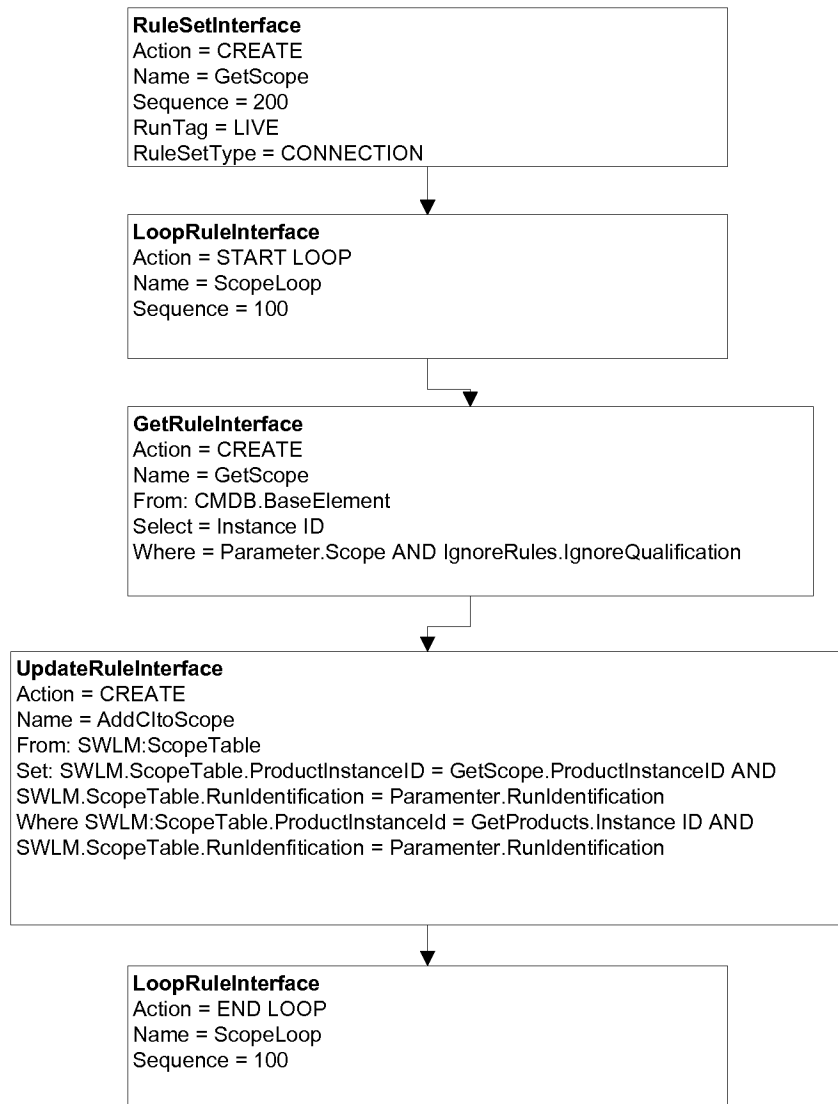 RuleSetInterface
Action = CREATE
Name = GetScope
Sequence = 200
RunTag = LIVE
RuleSetType = CONNECTION
LoopRuleInterface
Action = START LOOP
Name = ScopeLoop
Sequence = 100
GetRuleInterface
Action = CREATE
Name = GetScope
From: CMDB.BaseElement
Select = Instance ID
Where = Parameter.Scope AND IgnoreRules.IgnoreQualification
UpdateRuleInterface
Action = CREATE
Name = AddCItoScope
From: SWLM:ScopeTable
Set: SWLM.ScopeTable.ProductInstanceID = GetScope.ProductInstanceID AND
SWLM.ScopeTable.RunIdentification = Paramenter.RunIdentification
Where SWLM:ScopeTable.ProductInstanceId = GetProducts.Instance ID AND
SWLM.ScopeTable.RunIdenfitication = Paramenter.RunIdentification
LoopRuleInterface
Action = END LOOP
Name = ScopeLoop
Sequence = 100